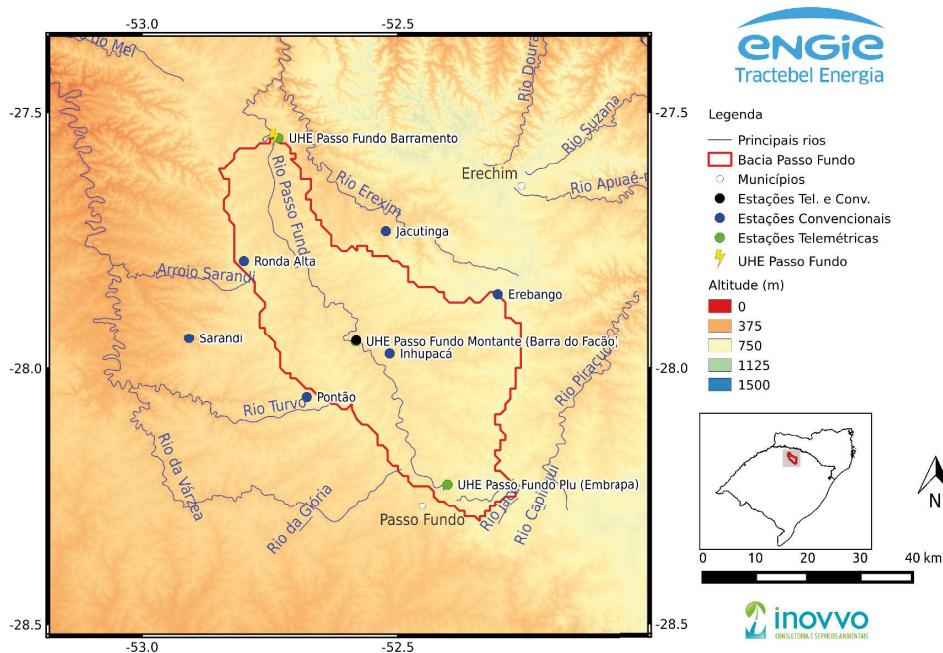 -53.0
-52.5
-27.5
-27.5
Rio Doura
Rio Suzana
UHE Passo Fundo Barramento
Erechim
Rio Apuaê-
Rio Erexim
Rio Passo Fund
Jacutinga
Ronda Alta
Arroio Sarandi
Erebango
Sarandi
UHE Passo Fundo Montante (Barra do Facão)
Inhupacá
-28.0
-28.0
Rio Piraçuc
Pontão
Rio Turvo
Rio da Várzea
UHE Passo Fundo Plu (Embrapa)
Rio da Glória
Passo Fundo
Rio Jac
Rio Capingui
-28.5
-28.5
-53.0
-52.5
ENGIE
Tractebel Energia
Legenda
Principais rios
Bacia Passo Fundo
Municípios
Estações Tel. e Conv.
Estações Convencionais
Estações Telemétricas
UHE Passo Fundo
Altitude (m)
0
375
750
1125
1500
N
0 10 20 30 40 km
inovvo
CONSULTORIA E SERVIÇOS AMBIENTAIS